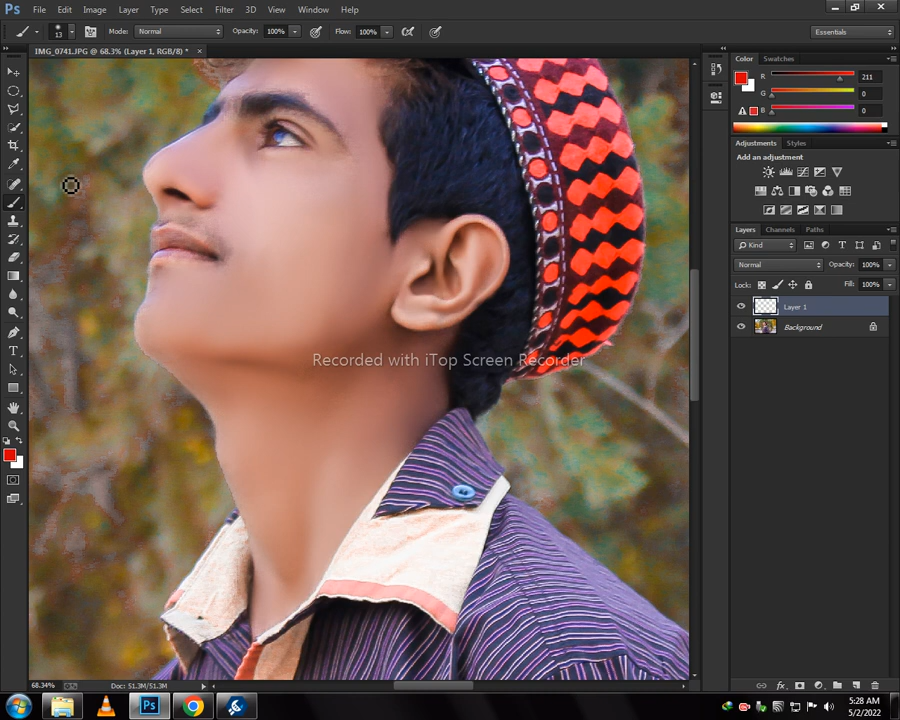 Ps File Edit Image Layer Type Select Filter 3D View Window Help
13 Mode: Normal Opacity: 100% Flow: 100% Essentials
IMG_0741.JPG @ 68.3% (Layer 1, RGB/8) * ×
Color Swatches
R 211
G 0
B 0
Adjustments Styles
Add an adjustment
Layers Channels Paths
Kind
Normal Opacity: 100%
Lock: Fill: 100%
Layer 1
Background
Recorded with iTop Screen Recorder
68.34% Doc: 51.3M/51.3M
Ps
5:28 AM
5/2/2022